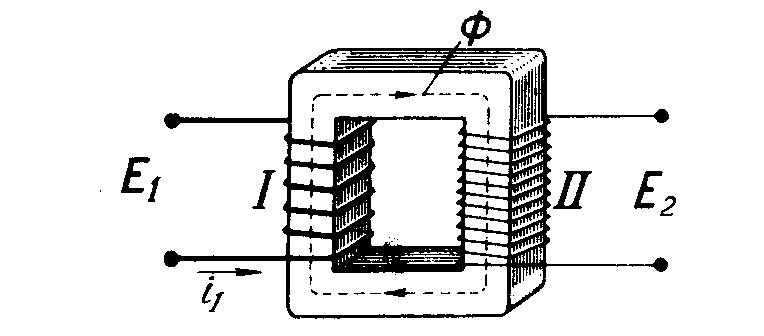 Ф
E₁ I II E₂
i₁